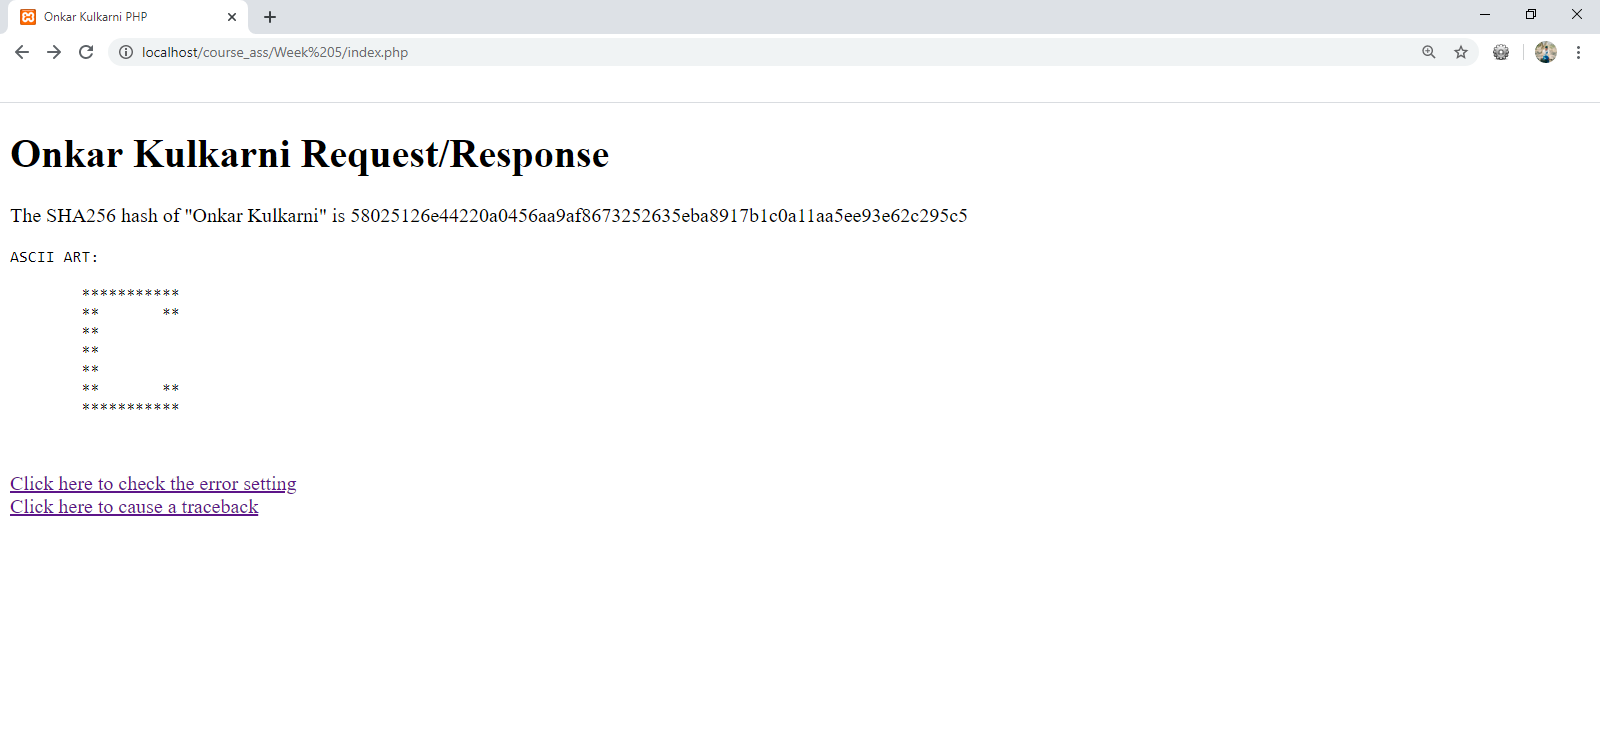 Onkar Kulkarni PHP
localhost/course_ass/Week%205/index.php
Onkar Kulkarni Request/Response
The SHA256 hash of "Onkar Kulkarni" is 58025126e44220a0456aa9af8673252635eba8917b1c0a11aa5ee93e62c295c5
ASCII ART:
        ***********
        **       **
        **
        **
        **
        **       **
        ***********
Click here to check the error setting
Click here to cause a traceback